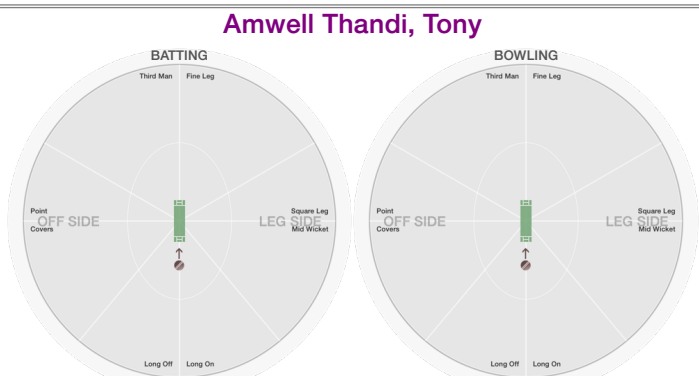 Amwell Thandi, Tony
BATTING
Third Man Fine Leg
Point
OFF SIDE
Covers
Square Leg
LEG SIDE
Mid Wicket
Long Off Long On
BOWLING
Third Man Fine Leg
Point
OFF SIDE
Covers
Square Leg
LEG SIDE
Mid Wicket
Long Off Long On